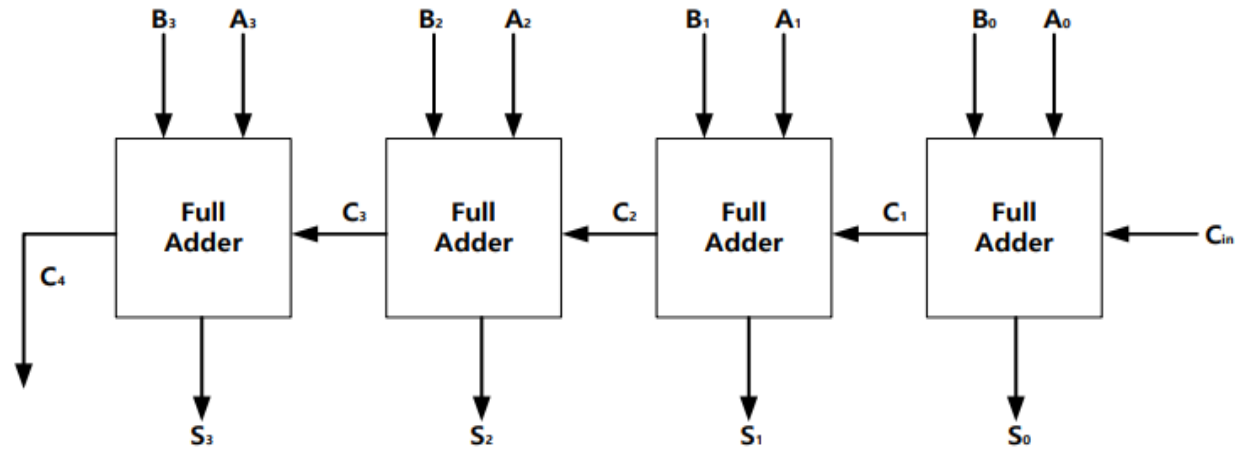 B₃ A₃ B₂ A₂ B₁ A₁ B₀ A₀
Full Adder
Full Adder
Full Adder
Full Adder
C₃ C₂ C₁ Cᵢₙ
C₄
S₃ S₂ S₁ S₀